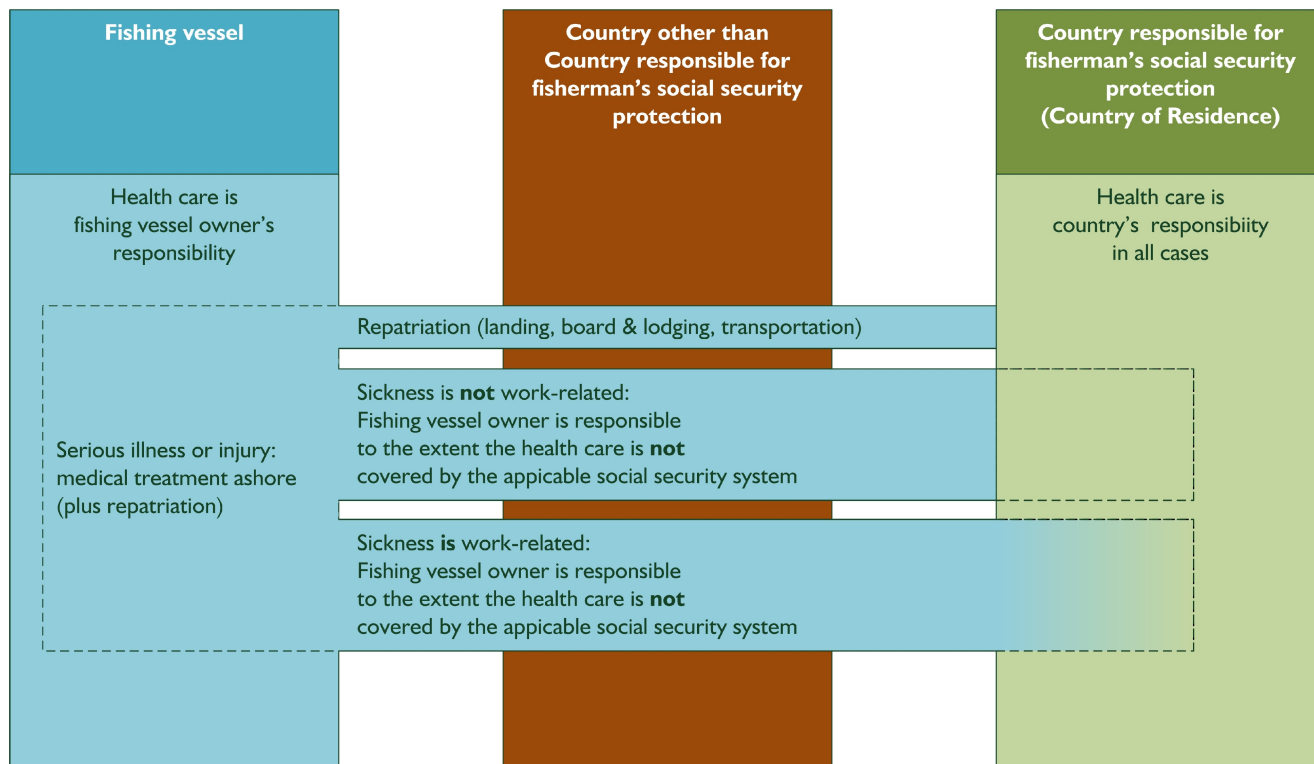 Fishing vessel
Country other than
Country responsible for
fisherman’s social security
protection
Country responsible for
fisherman’s social security
protection
(Country of Residence)
Health care is
fishing vessel owner’s
responsibility
Health care is
country’s responsibiity
in all cases
Repatriation (landing, board & lodging, transportation)
Serious illness or injury:
medical treatment ashore
(plus repatriation)
Sickness is not work-related:
Fishing vessel owner is responsible
to the extent the health care is not
covered by the appicable social security system
Sickness is work-related:
Fishing vessel owner is responsible
to the extent the health care is not
covered by the appicable social security system